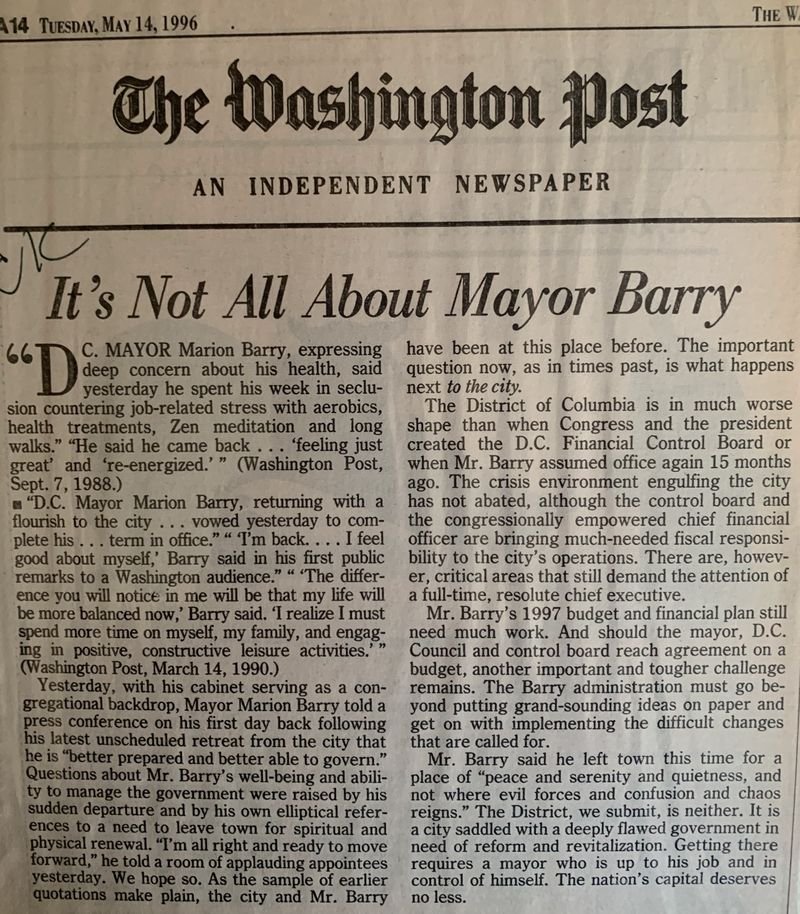 A14 TUESDAY, MAY 14, 1996
THE WA
The Washington Post
AN INDEPENDENT NEWSPAPER
It's Not All About Mayor Barry
"D.C. MAYOR Marion Barry, expressing
deep concern about his health, said
yesterday he spent his week in seclu-
sion countering job-related stress with aerobics,
health treatments, Zen meditation and long
walks." "He said he came back . . . 'feeling just
great' and 're-energized.' " (Washington Post,
Sept. 7, 1988.)
■ "D.C. Mayor Marion Barry, returning with a
flourish to the city . . . vowed yesterday to com-
plete his . . . term in office." " 'I'm back. . . . I feel
good about myself,' Barry said in his first public
remarks to a Washington audience." " 'The differ-
ence you will notice in me will be that my life will
be more balanced now,' Barry said. 'I realize I must
spend more time on myself, my family, and engag-
ing in positive, constructive leisure activities.' "
(Washington Post, March 14, 1990.)
Yesterday, with his cabinet serving as a con-
gregational backdrop, Mayor Marion Barry told a
press conference on his first day back following
his latest unscheduled retreat from the city that
he is "better prepared and better able to govern."
Questions about Mr. Barry's well-being and abili-
ty to manage the government were raised by his
sudden departure and by his own elliptical refer-
ences to a need to leave town for spiritual and
physical renewal. "I'm all right and ready to move
forward," he told a room of applauding appointees
yesterday. We hope so. As the sample of earlier
quotations make plain, the city and Mr. Barry
have been at this place before. The important
question now, as in times past, is what happens
next to the city.
The District of Columbia is in much worse
shape than when Congress and the president
created the D.C. Financial Control Board or
when Mr. Barry assumed office again 15 months
ago. The crisis environment engulfing the city
has not abated, although the control board and
the congressionally empowered chief financial
officer are bringing much-needed fiscal responsi-
bility to the city's operations. There are, howev-
er, critical areas that still demand the attention of
a full-time, resolute chief executive.
Mr. Barry's 1997 budget and financial plan still
need much work. And should the mayor, D.C.
Council and control board reach agreement on a
budget, another important and tougher challenge
remains. The Barry administration must go be-
yond putting grand-sounding ideas on paper and
get on with implementing the difficult changes
that are called for.
Mr. Barry said he left town this time for a
place of "peace and serenity and quietness, and
not where evil forces and confusion and chaos
reigns." The District, we submit, is neither. It is
a city saddled with a deeply flawed government in
need of reform and revitalization. Getting there
requires a mayor who is up to his job and in
control of himself. The nation's capital deserves
no less.